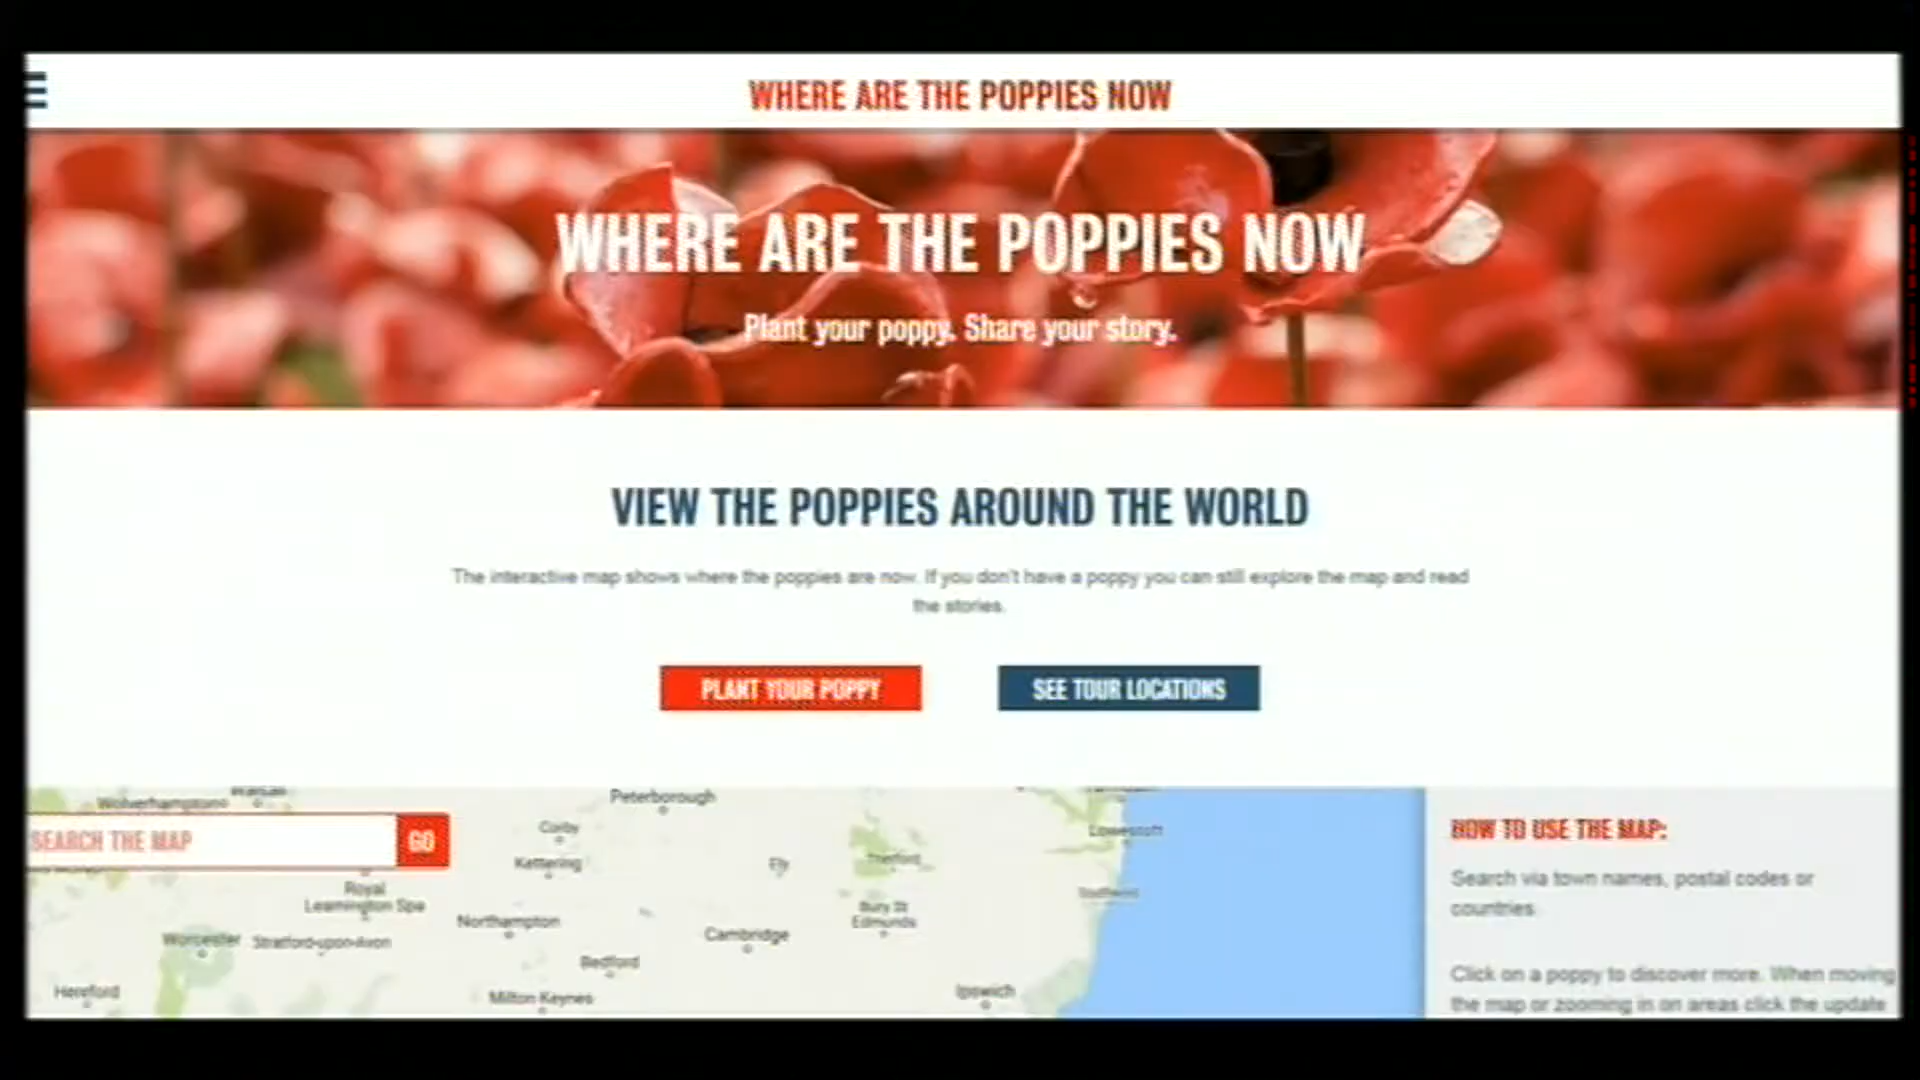 WHERE ARE THE POPPIES NOW
WHERE ARE THE POPPIES NOW
Plant your poppy. Share your story.
VIEW THE POPPIES AROUND THE WORLD
The interactive map shows where the poppies are now. If you don't have a poppy you can still explore the map and read
the stories.
PLANT YOUR POPPY
SEE TOUR LOCATIONS
Wolverhampton
Walsall
Peterborough
Lowestoft
SEARCH THE MAP
GO
Corby
Kettering
Ely
Thetford
Southwold
Royal
Leamington Spa
Northampton
Bury St
Edmunds
Cambridge
Worcester
Stratford-upon-Avon
Bedford
Hereford
Milton Keynes
Ipswich
HOW TO USE THE MAP:
Search via town names, postal codes or
countries.
Click on a poppy to discover more. When moving
the map or zooming in on areas click the update